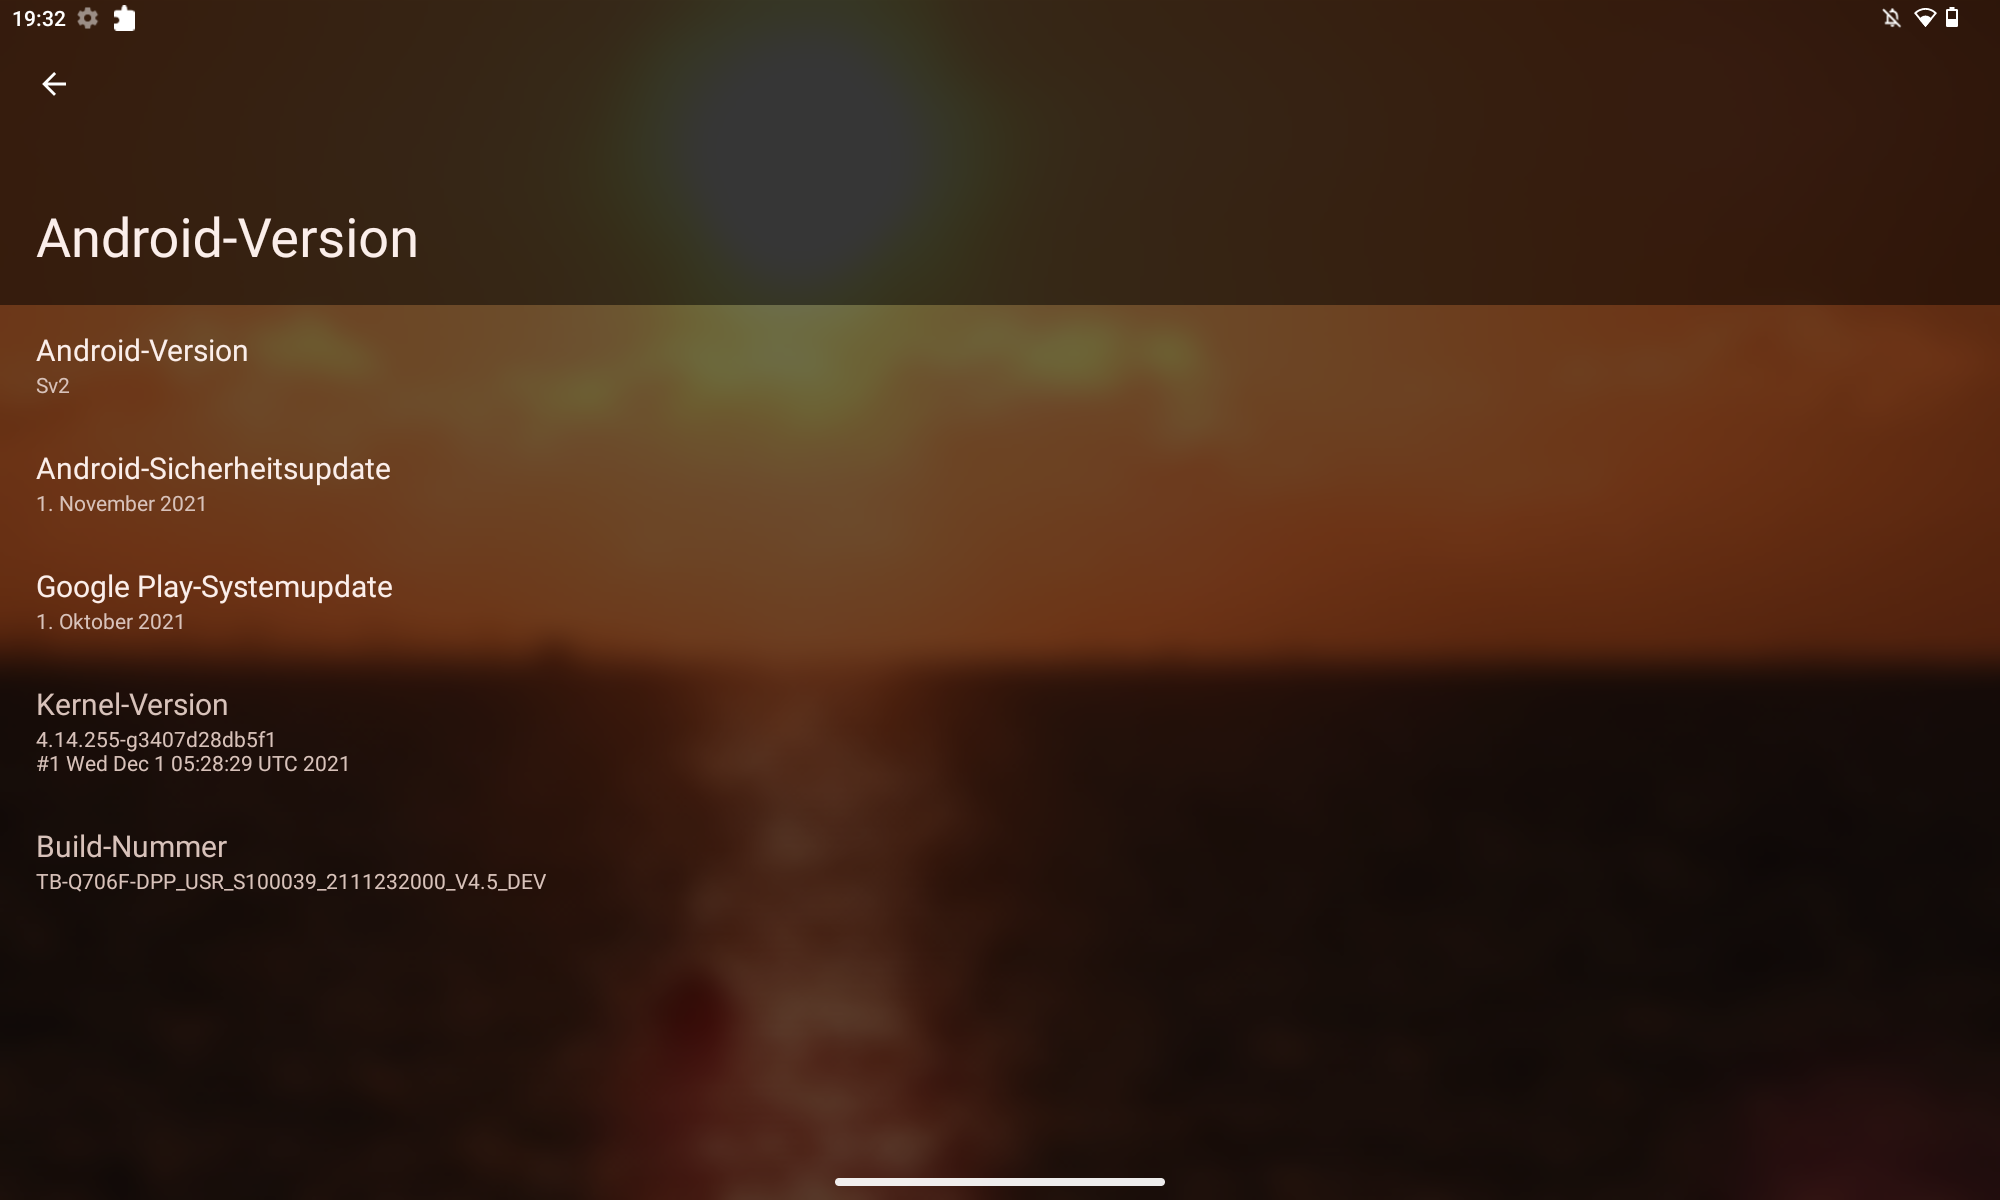 19:32
Android-Version
Android-Version
Sv2
Android-Sicherheitsupdate
1. November 2021
Google Play-Systemupdate
1. Oktober 2021
Kernel-Version
4.14.255-g3407d28db5f1
#1 Wed Dec 1 05:28:29 UTC 2021
Build-Nummer
TB-Q706F-DPP_USR_S100039_2111232000_V4.5_DEV